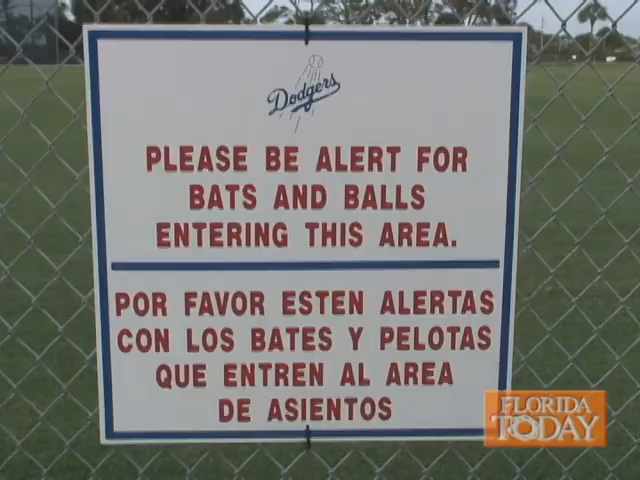 Dodgers
PLEASE BE ALERT FOR
BATS AND BALLS
ENTERING THIS AREA.
POR FAVOR ESTEN ALERTAS
CON LOS BATES Y PELOTAS
QUE ENTREN AL AREA
DE ASIENTOS
FLORIDA
TODAY